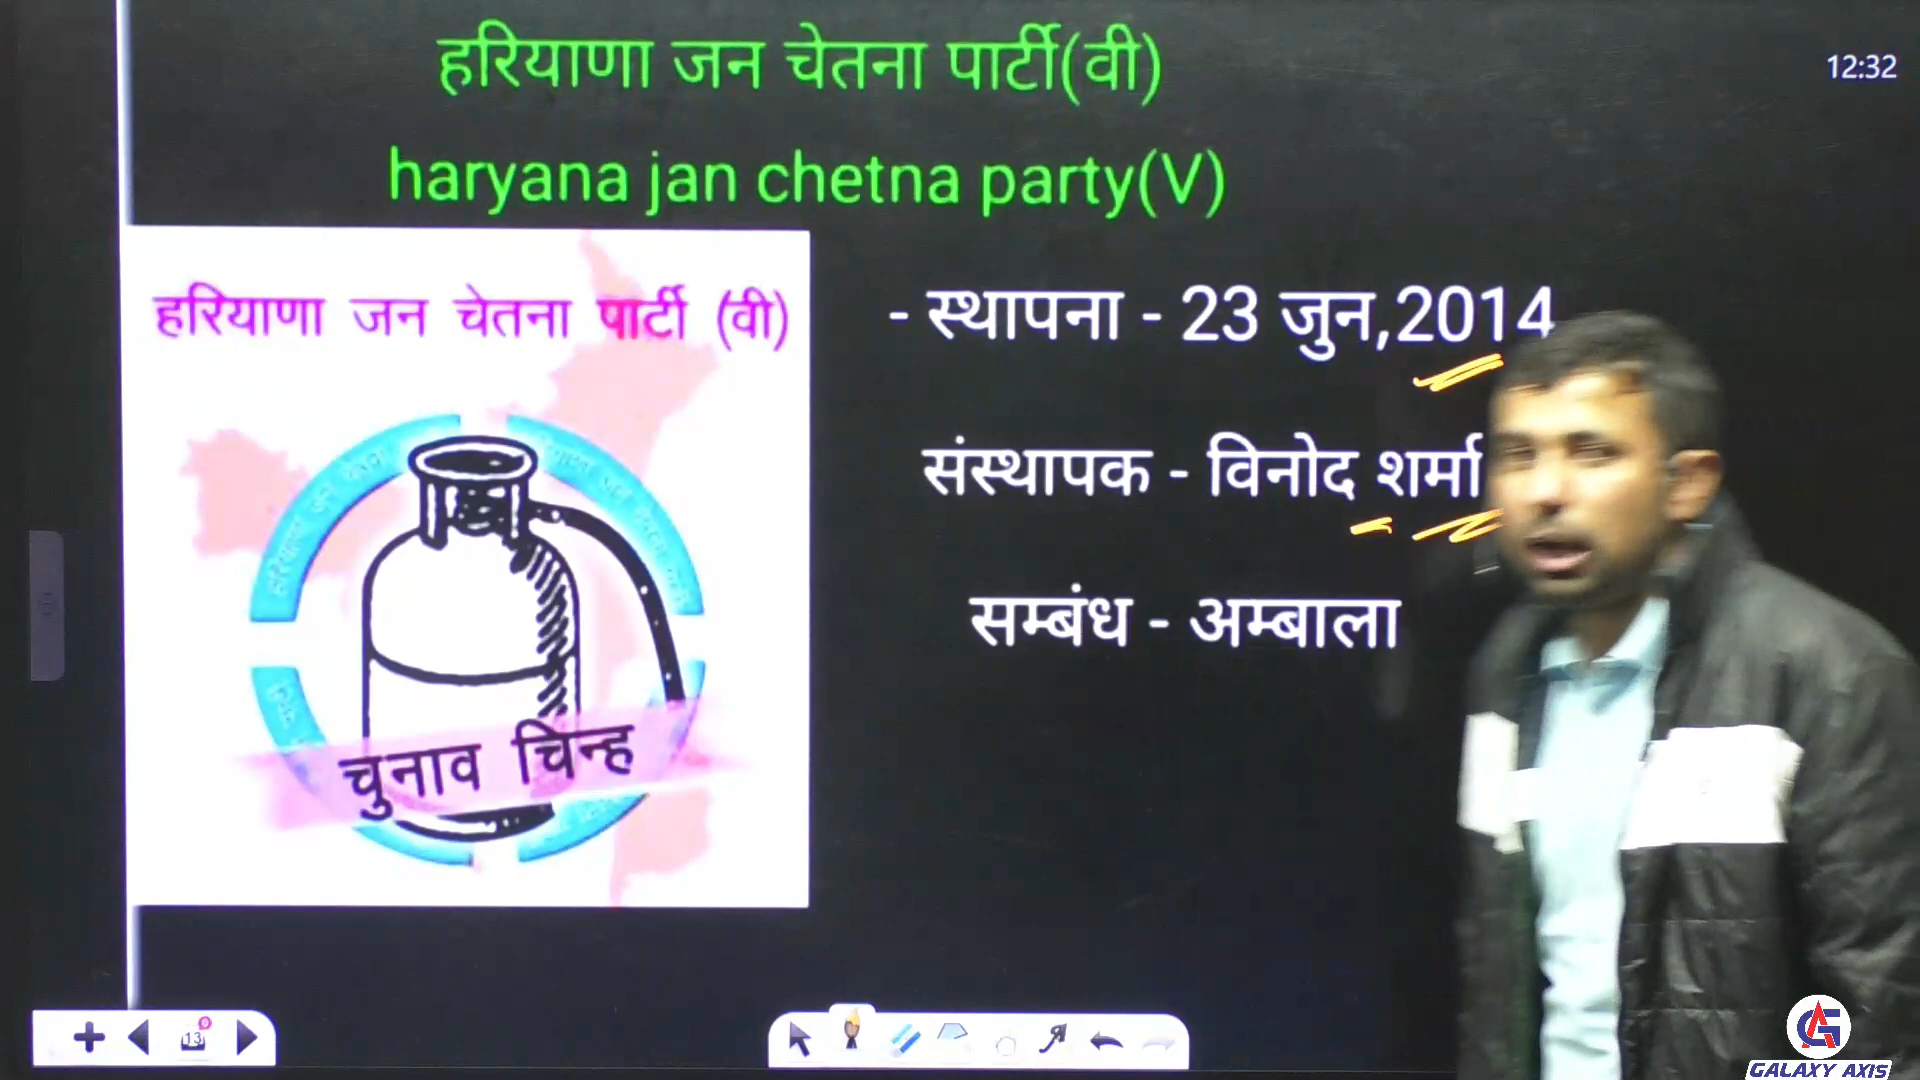 हरियाणा जन चेतना पार्टी(वी)
12:32
haryana jan chetna party(V)
हरियाणा जन चेतना पार्टी (वी)
- स्थापना - 23 जुन,2014
संस्थापक - विनोद शर्मा
सम्बंध - अम्बाला
चुनाव चिन्ह
13
GALAXY AXIS